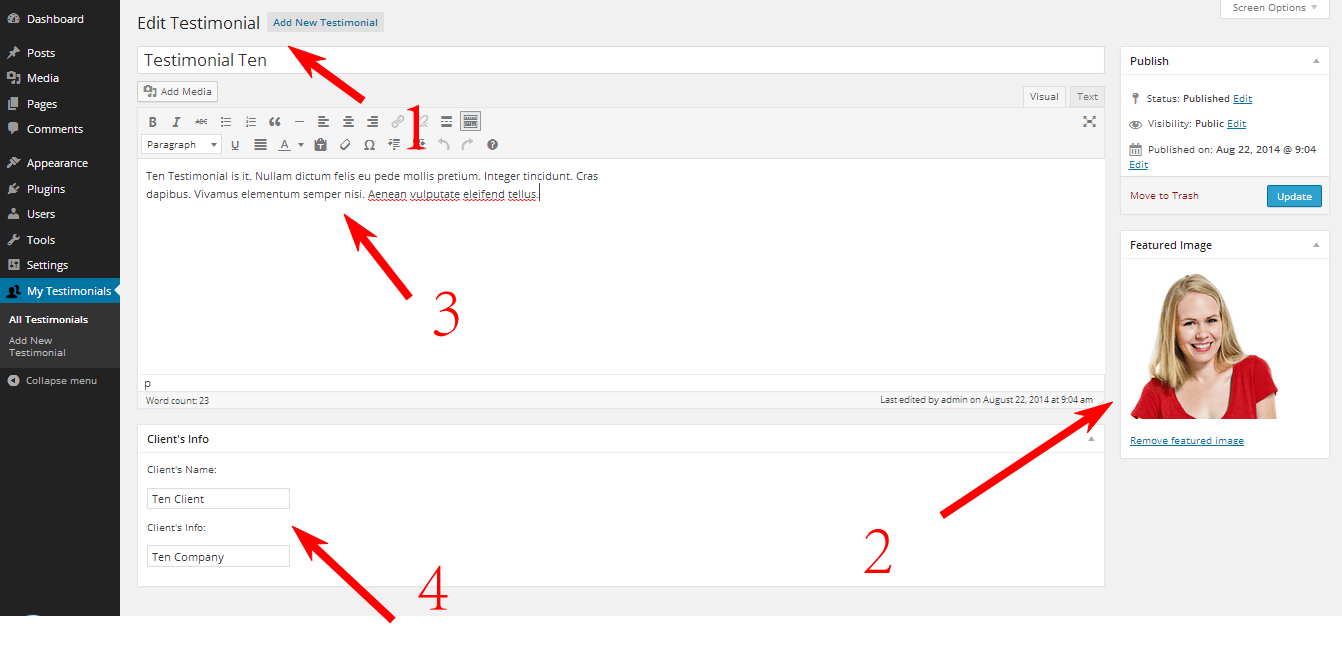 Dashboard
Posts
Media
Pages
Comments
Appearance
Plugins
Users
Tools
Settings
My Testimonials
All Testimonials
Add New
Testimonial
Collapse menu
Screen Options
Edit Testimonial Add New Testimonial
Testimonial Ten
1
Add Media
Visual Text
B I ABC
Paragraph U A Ω
Ten Testimonial is it. Nullam dictum felis eu pede mollis pretium. Integer tincidunt. Cras
dapibus. Vivamus elementum semper nisi. Aenean vulputate eleifend tellus.
3
p
Word count: 23 Last edited by admin on August 22, 2014 at 9:04 am
Client's Info
Client's Name:
Ten Client
Client's Info:
Ten Company
4
2
Publish
Status: Published Edit
Visibility: Public Edit
Published on: Aug 22, 2014 @ 9:04
Edit
Move to Trash Update
Featured Image
Remove featured image